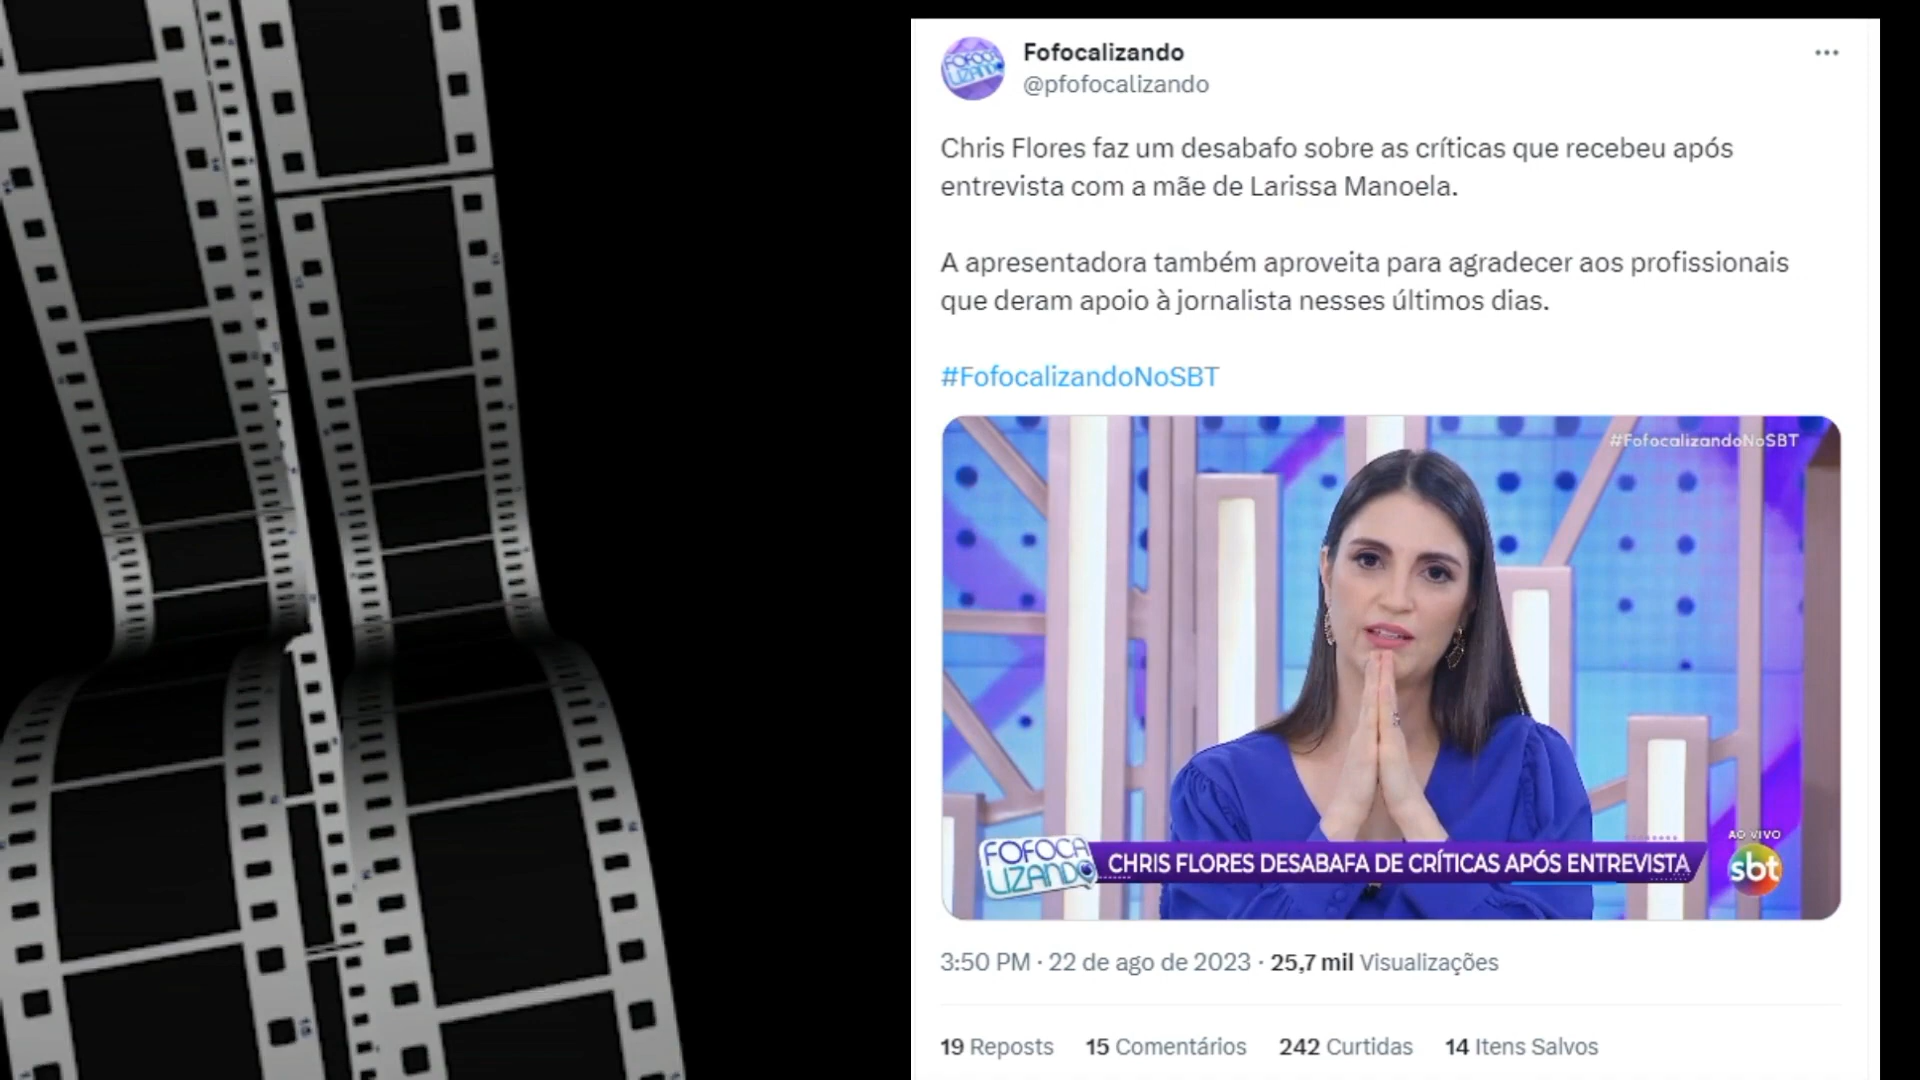 Fofocalizando
@pfofocalizando
Chris Flores faz um desabafo sobre as críticas que recebeu após
entrevista com a mãe de Larissa Manoela.
A apresentadora também aproveita para agradecer aos profissionais
que deram apoio à jornalista nesses últimos dias.
#FofocalizandoNoSBT
#FofocalizandoNoSBT
AO VIVO
FOFOCA
LIZANDO
CHRIS FLORES DESABAFA DE CRÍTICAS APÓS ENTREVISTA
sbt
3:50 PM · 22 de ago de 2023 · 25,7 mil Visualizações
19 Reposts 15 Comentários 242 Curtidas 14 Itens Salvos